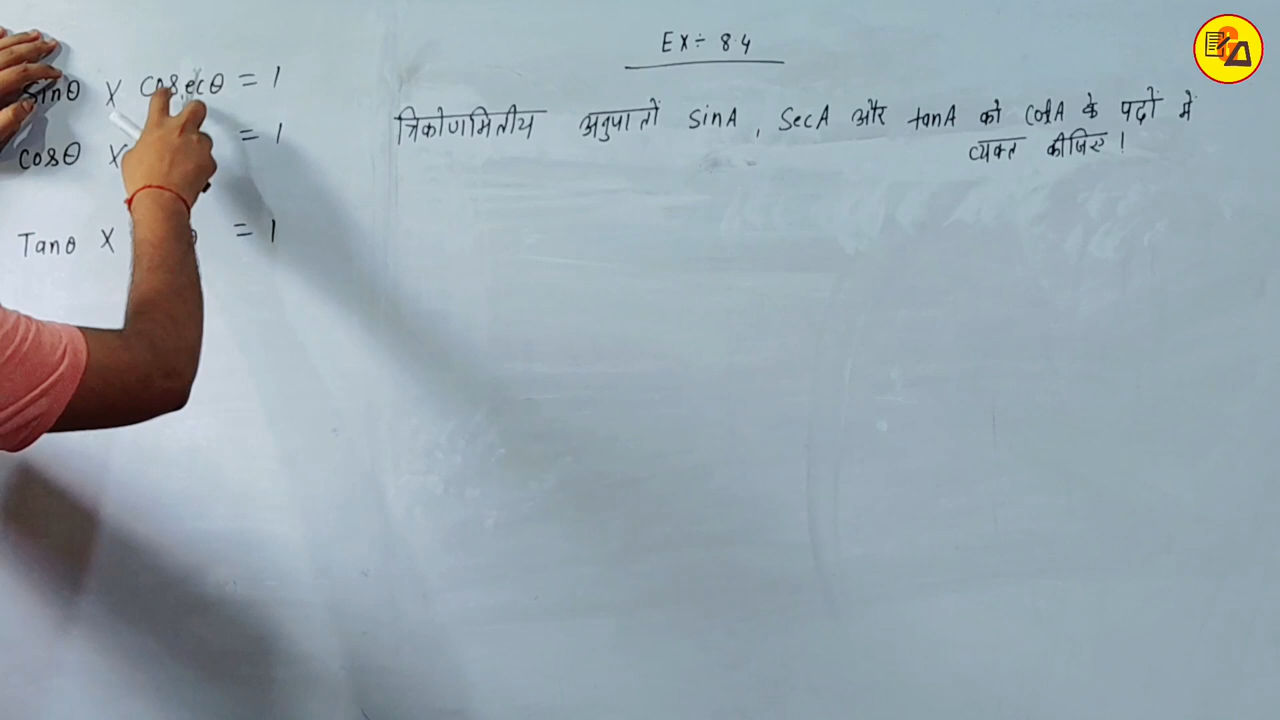 Sinθ × Cosecθ = 1
Cosθ × = 1
Tanθ × θ = 1
Ex÷ 8.4
त्रिकोणमितीय अनुपातों sinA, SecA और tanA को CotA के पदों में
व्यक्त कीजिए!